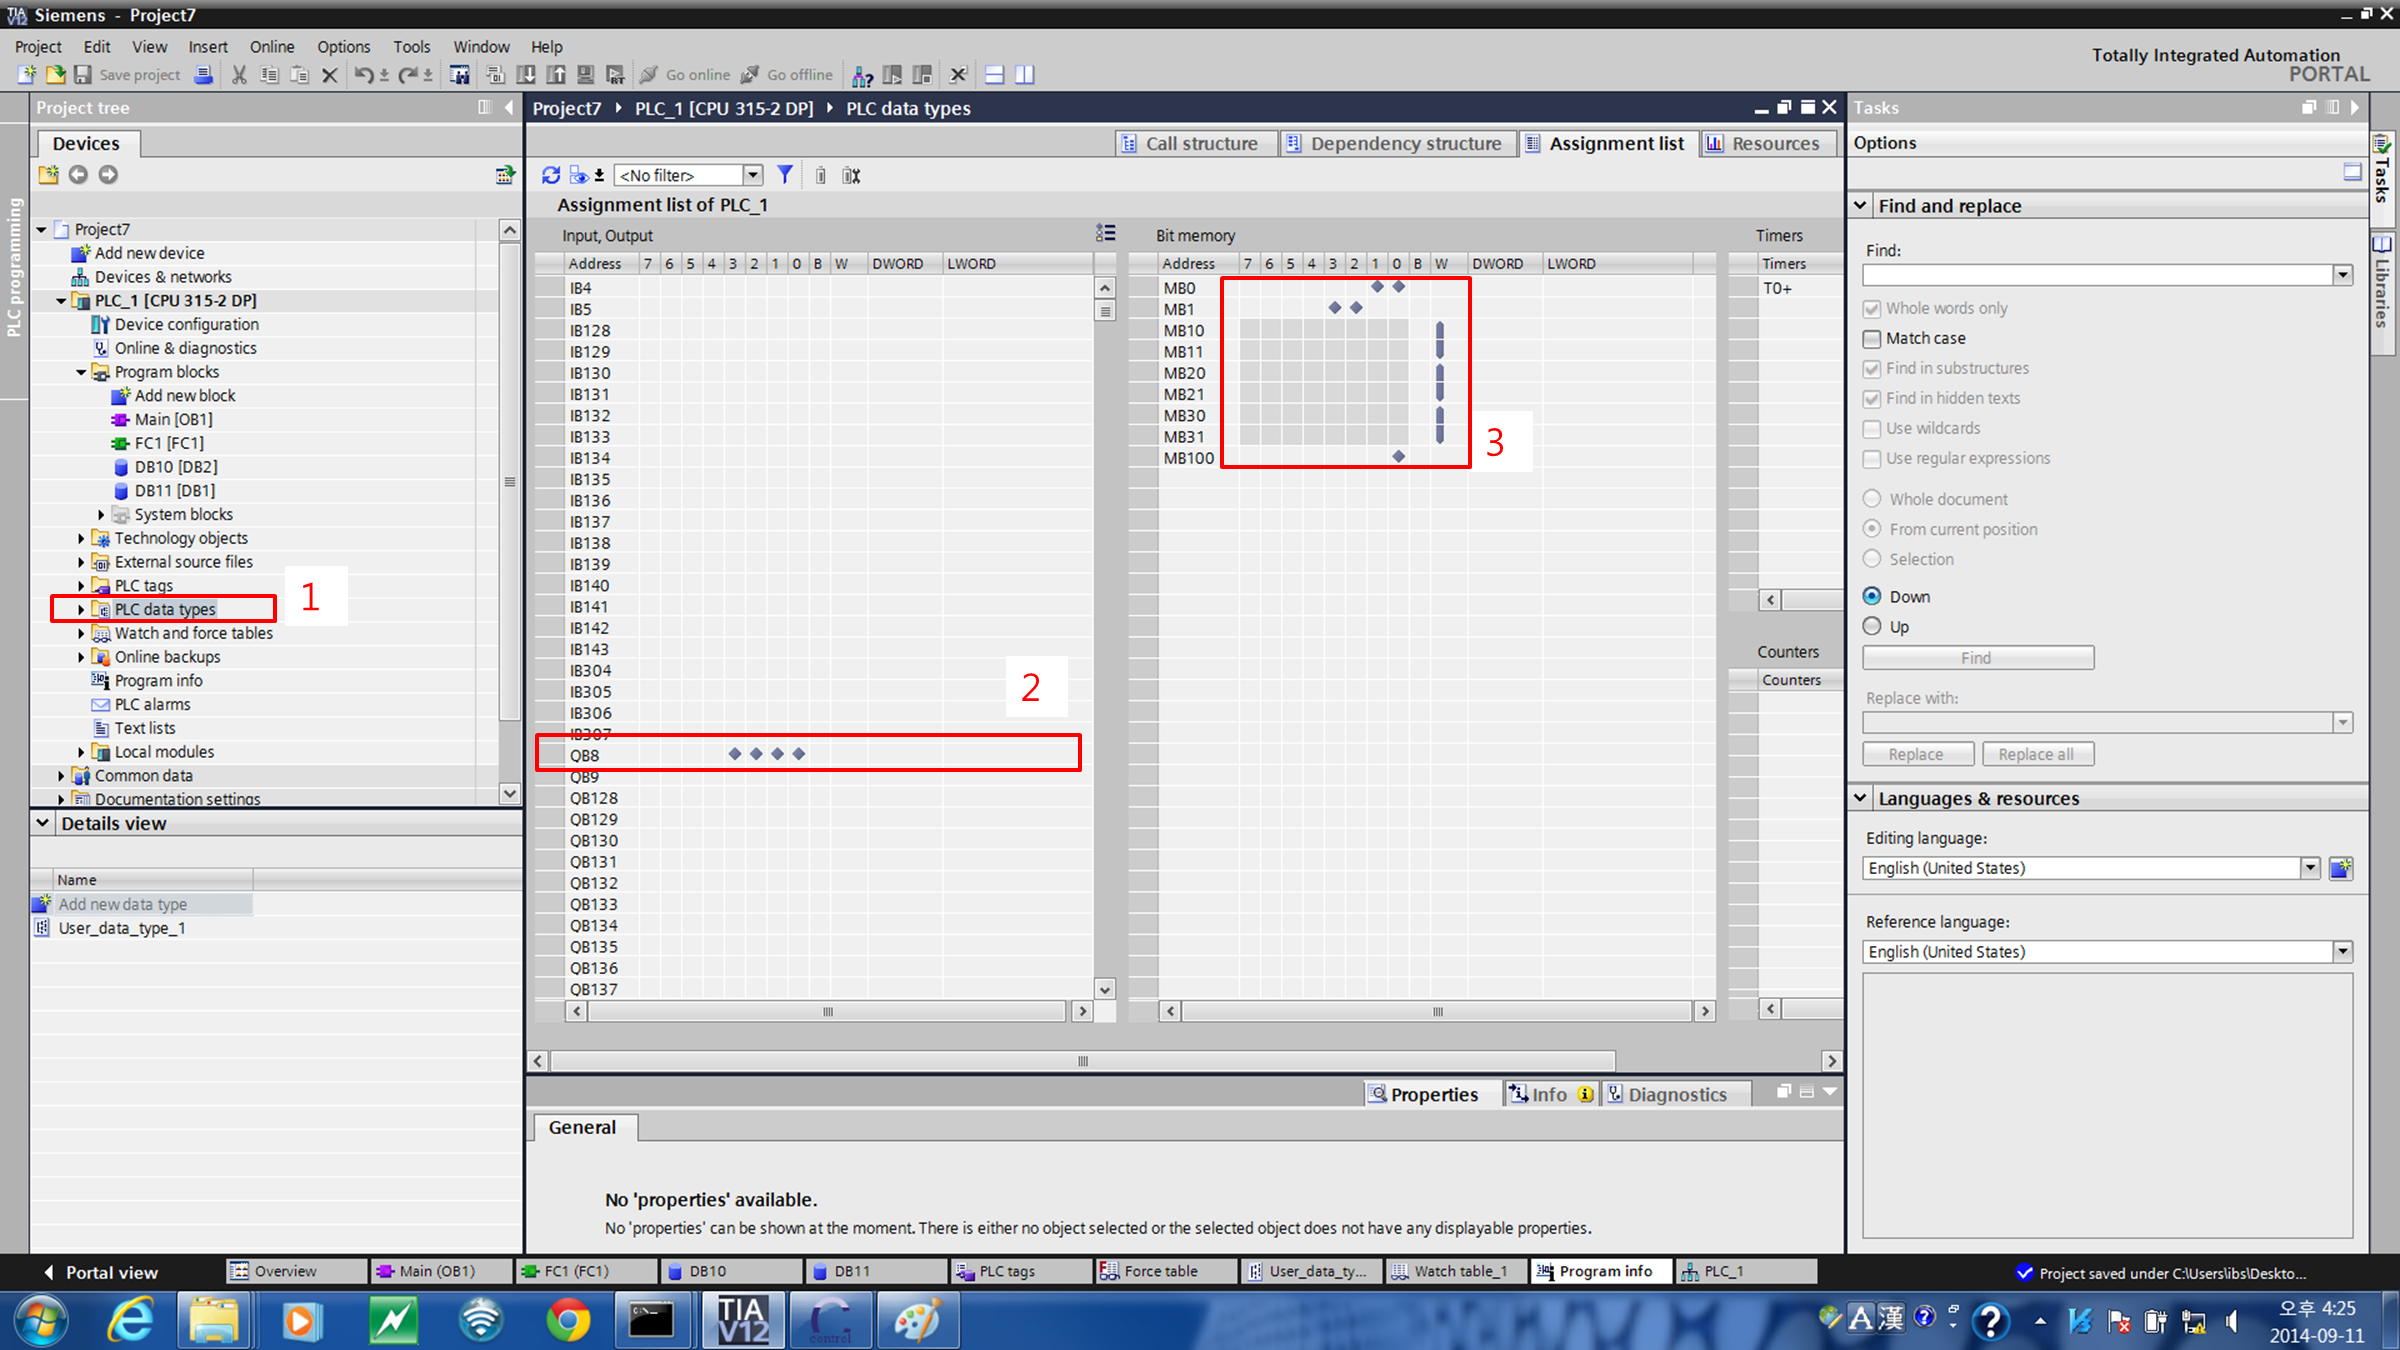 Siemens - Project7
Project Edit View Insert Online Options Tools Window Help
Totally Integrated Automation
PORTAL
Save project Go online Go offline
Project tree
Project7 PLC_1 [CPU 315-2 DP] PLC data types
Tasks
Devices
Call structure Dependency structure Assignment list Resources
Options
<No filter>
Assignment list of PLC_1
Find and replace
PLC programming
Tasks
Libraries
Project7
Add new device
Devices & networks
PLC_1 [CPU 315-2 DP]
Device configuration
Online & diagnostics
Program blocks
Add new block
Main [OB1]
FC1 [FC1]
DB10 [DB2]
DB11 [DB1]
System blocks
Technology objects
External source files
PLC tags
PLC data types
1
Watch and force tables
Online backups
Program info
PLC alarms
Text lists
Local modules
Common data
Documentation settings
Details view
Name
Add new data type
User_data_type_1
Input, Output
Address 7 6 5 4 3 2 1 0 B W DWORD LWORD
IB4
IB5
IB128
IB129
IB130
IB131
IB132
IB133
IB134
IB135
IB136
IB137
IB138
IB139
IB140
IB141
IB142
IB143
IB304
IB305
IB306
IB307
2
QB8
QB9
QB128
QB129
QB130
QB131
QB132
QB133
QB134
QB135
QB136
QB137
Bit memory
Address 7 6 5 4 3 2 1 0 B W DWORD LWORD
MB0
MB1
MB10
MB11
MB20
MB21
MB30
MB31
MB100
3
Timers
Timers
T0+
Counters
Counters
Find:
Whole words only
Match case
Find in substructures
Find in hidden texts
Use wildcards
Use regular expressions
Whole document
From current position
Selection
Down
Up
Find
Replace with:
Replace Replace all
Languages & resources
Editing language:
English (United States)
Reference language:
English (United States)
Properties Info Diagnostics
General
No 'properties' available.
No 'properties' can be shown at the moment. There is either no object selected or the selected object does not have any displayable properties.
Portal view Overview Main (OB1) FC1 (FC1) DB10 DB11 PLC tags Force table User_data_ty... Watch table_1 Program info PLC_1
Project saved under C:\Users\ibs\Deskto...
TIA
V12
control
A 漢
오후 4:25
2014-09-11